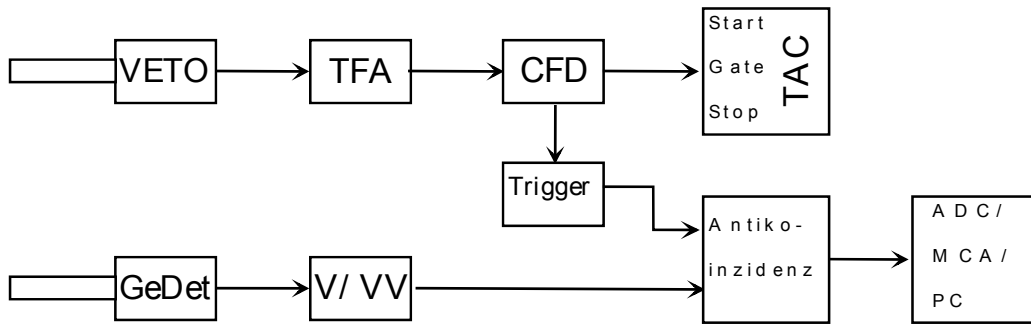 VETO
TFA
CFD
Start
Gate
Stop
TAC
Trigger
Antiko-
inzidenz
ADC/
MCA/
PC
GeDet
V/ VV